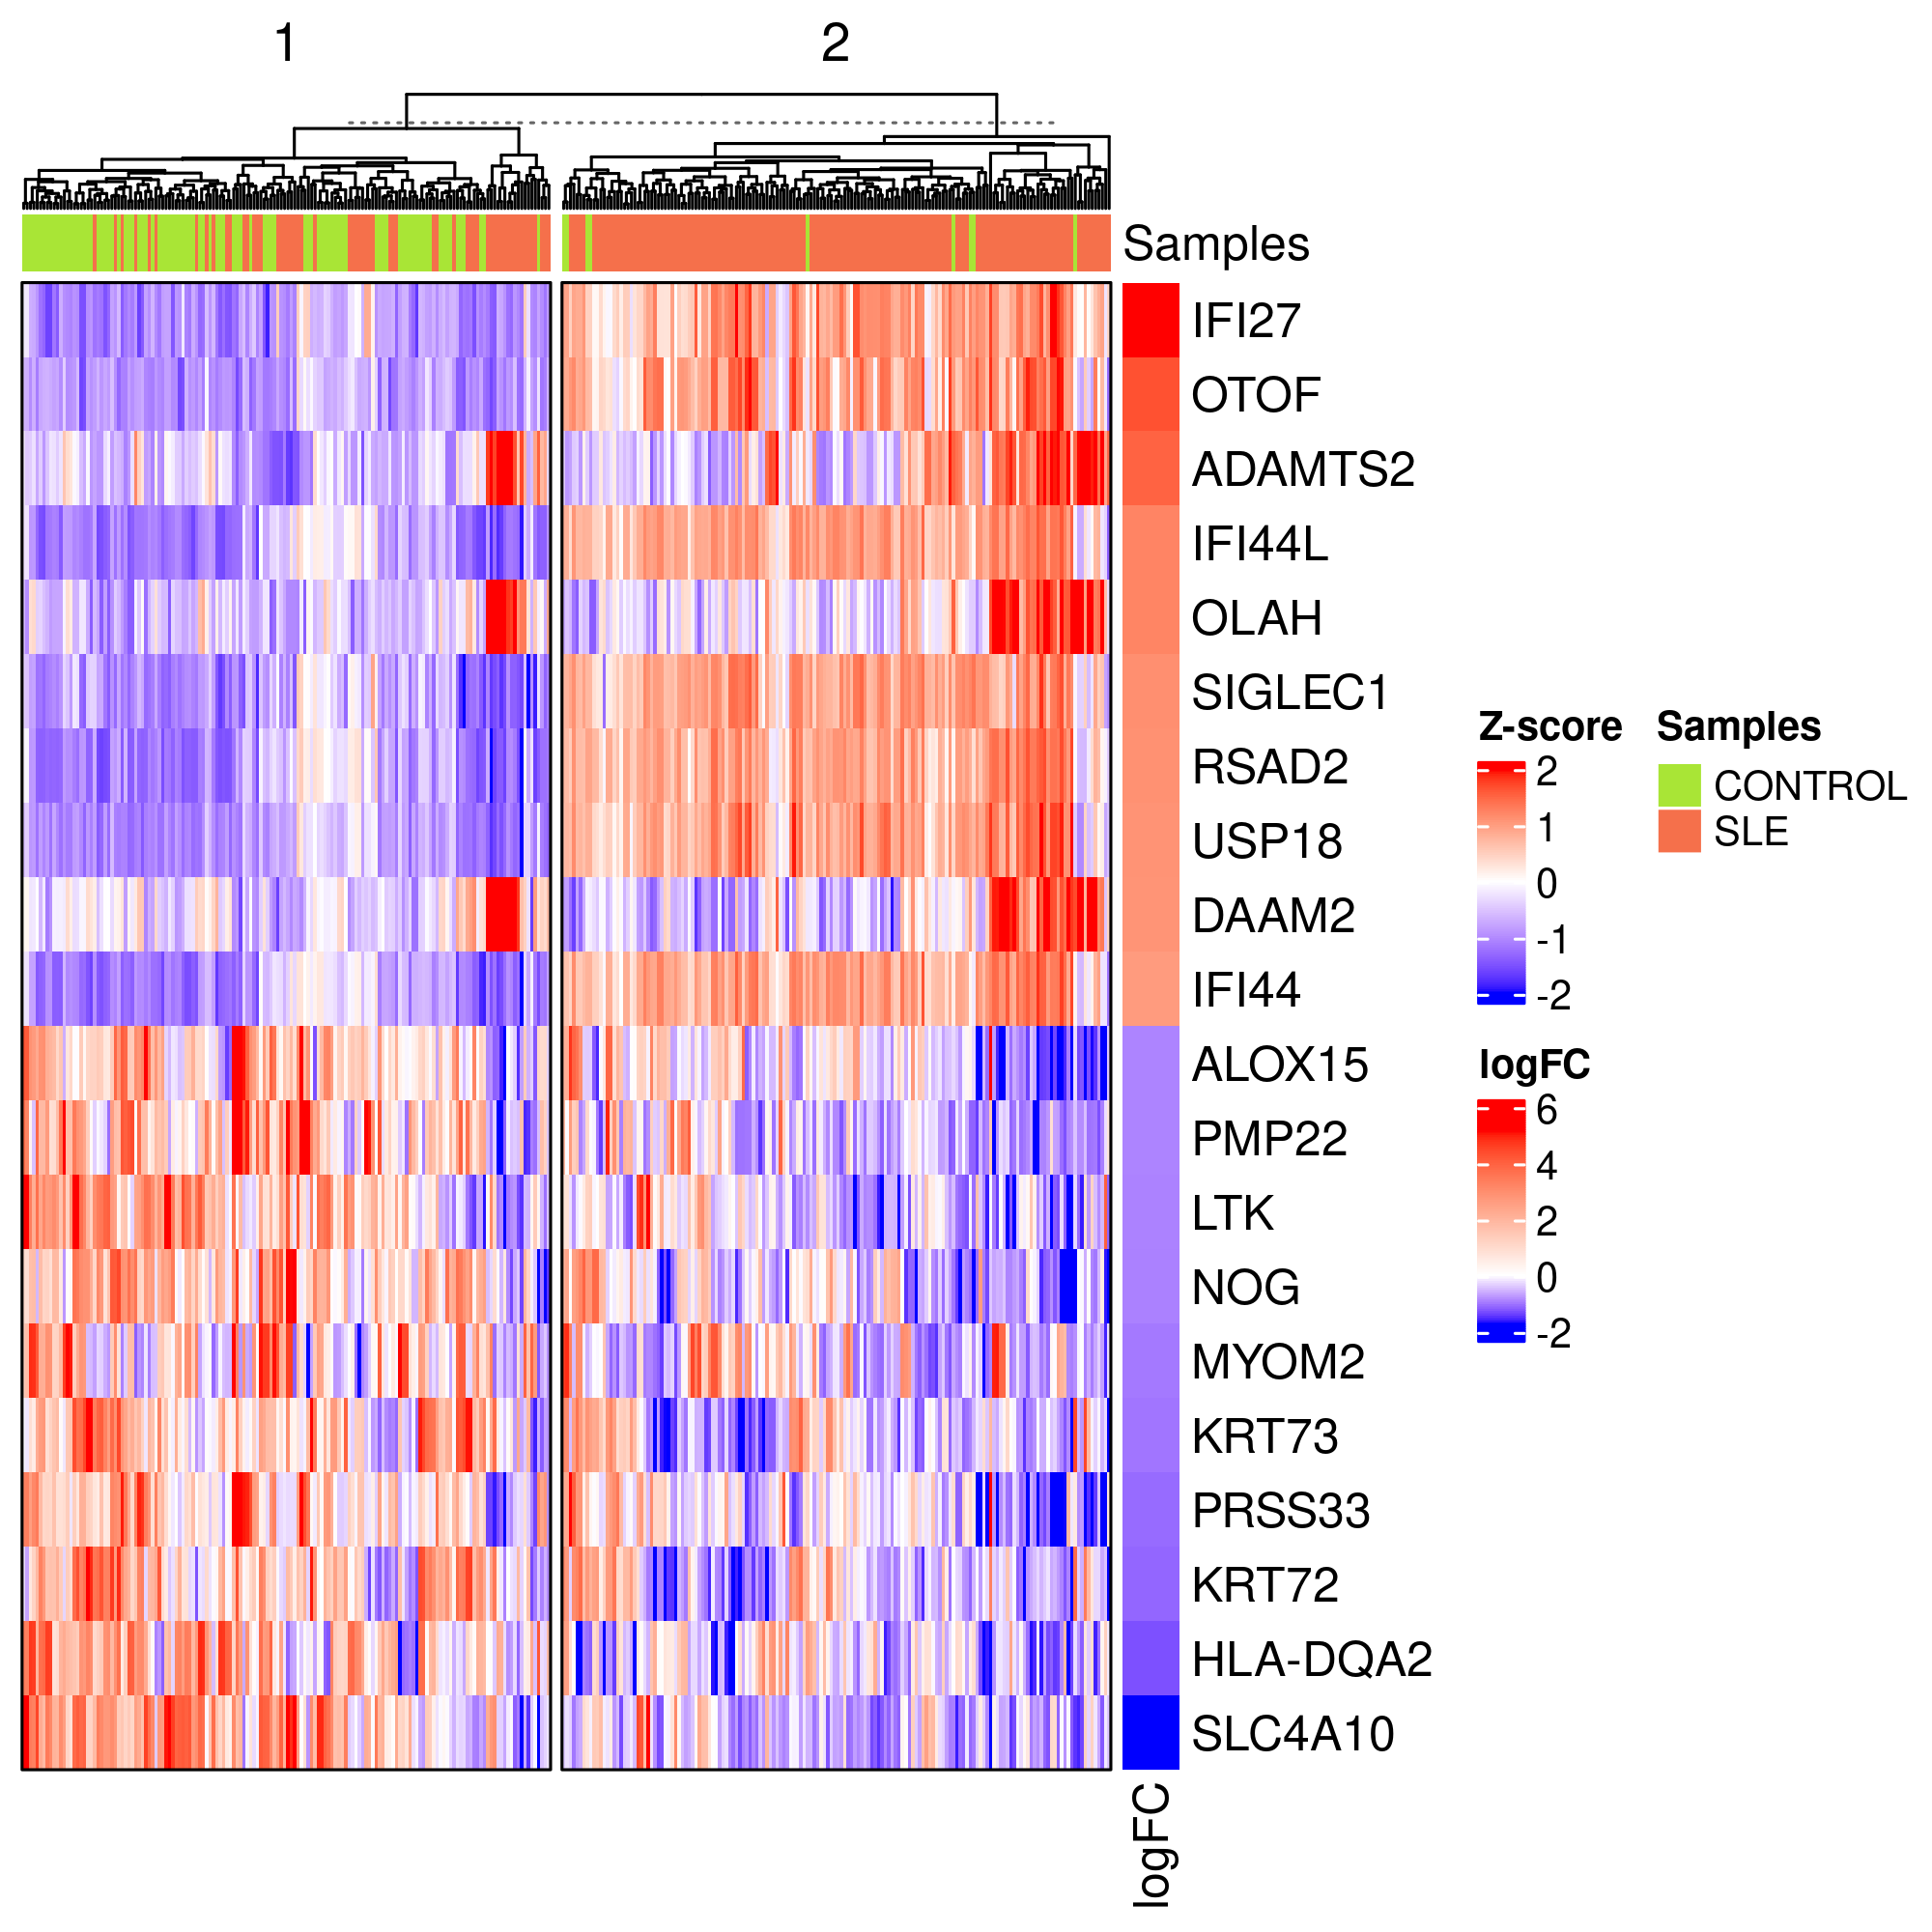 1
2
Samples
IFI27
OTOF
ADAMTS2
IFI44L
OLAH
SIGLEC1
RSAD2
USP18
DAAM2
IFI44
ALOX15
PMP22
LTK
NOG
MYOM2
KRT73
PRSS33
KRT72
HLA-DQA2
SLC4A10
logFC
Z-score
2
1
0
-1
-2
Samples
CONTROL
SLE
logFC
6
4
2
0
-2